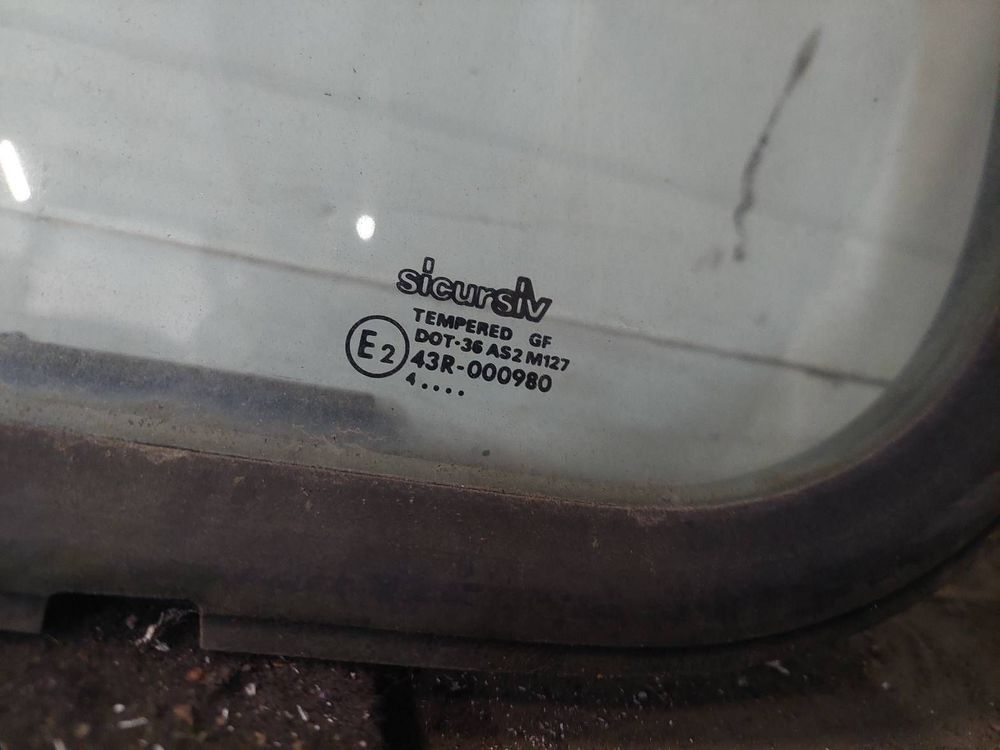 sicursiv
TEMPERED GF
DOT-36 AS2 M127
E2
43R-000980
4....